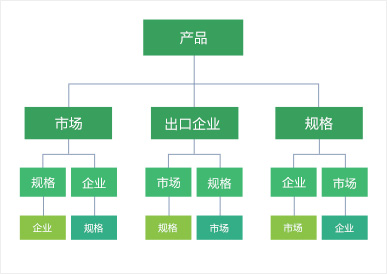 产品
市场 出口企业 规格
规格 企业 市场 规格 企业 市场
企业 规格 规格 市场 市场 企业